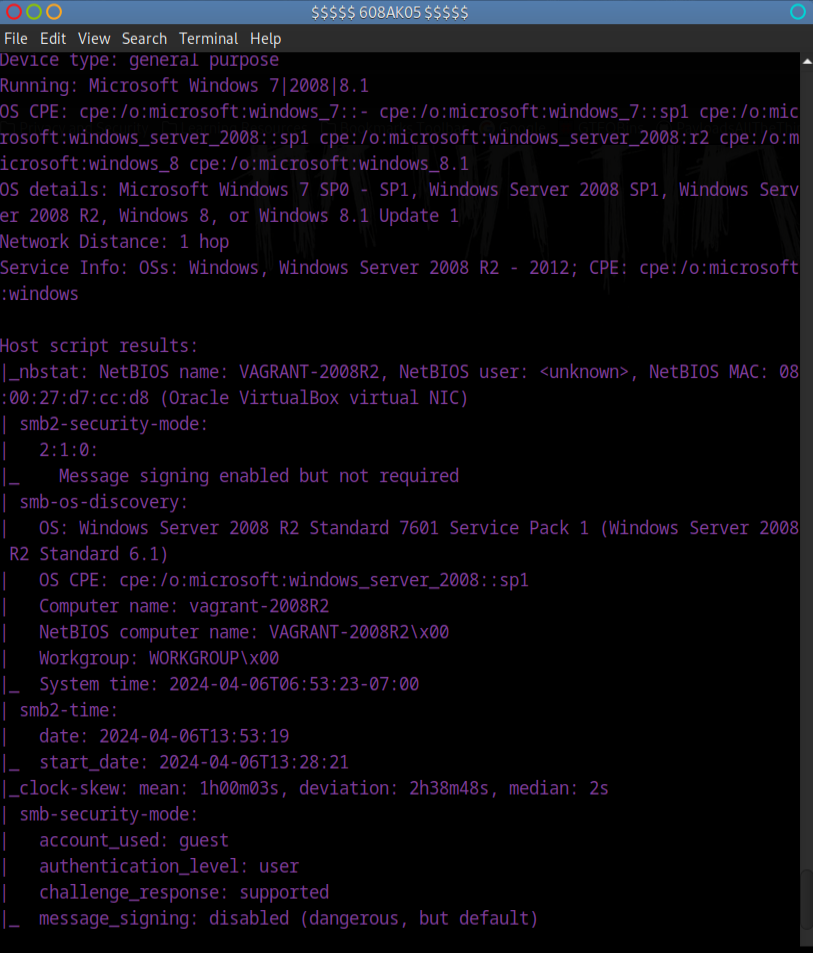 $$$$$ 608AK05 $$$$$
File Edit View Search Terminal Help
Device type: general purpose
Running: Microsoft Windows 7|2008|8.1
OS CPE: cpe:/o:microsoft:windows_7::- cpe:/o:microsoft:windows_7::sp1 cpe:/o:mic
rosoft:windows_server_2008::sp1 cpe:/o:microsoft:windows_server_2008:r2 cpe:/o:m
icrosoft:windows_8 cpe:/o:microsoft:windows_8.1
OS details: Microsoft Windows 7 SP0 - SP1, Windows Server 2008 SP1, Windows Serv
er 2008 R2, Windows 8, or Windows 8.1 Update 1
Network Distance: 1 hop
Service Info: OSs: Windows, Windows Server 2008 R2 - 2012; CPE: cpe:/o:microsoft
:windows

Host script results:
|_nbstat: NetBIOS name: VAGRANT-2008R2, NetBIOS user: <unknown>, NetBIOS MAC: 08
:00:27:d7:cc:d8 (Oracle VirtualBox virtual NIC)
| smb2-security-mode:
|   2:1:0:
|_    Message signing enabled but not required
| smb-os-discovery:
|   OS: Windows Server 2008 R2 Standard 7601 Service Pack 1 (Windows Server 2008
 R2 Standard 6.1)
|   OS CPE: cpe:/o:microsoft:windows_server_2008::sp1
|   Computer name: vagrant-2008R2
|   NetBIOS computer name: VAGRANT-2008R2\x00
|   Workgroup: WORKGROUP\x00
|_  System time: 2024-04-06T06:53:23-07:00
| smb2-time:
|   date: 2024-04-06T13:53:19
|_  start_date: 2024-04-06T13:28:21
|_clock-skew: mean: 1h00m03s, deviation: 2h38m48s, median: 2s
| smb-security-mode:
|   account_used: guest
|   authentication_level: user
|   challenge_response: supported
|_  message_signing: disabled (dangerous, but default)